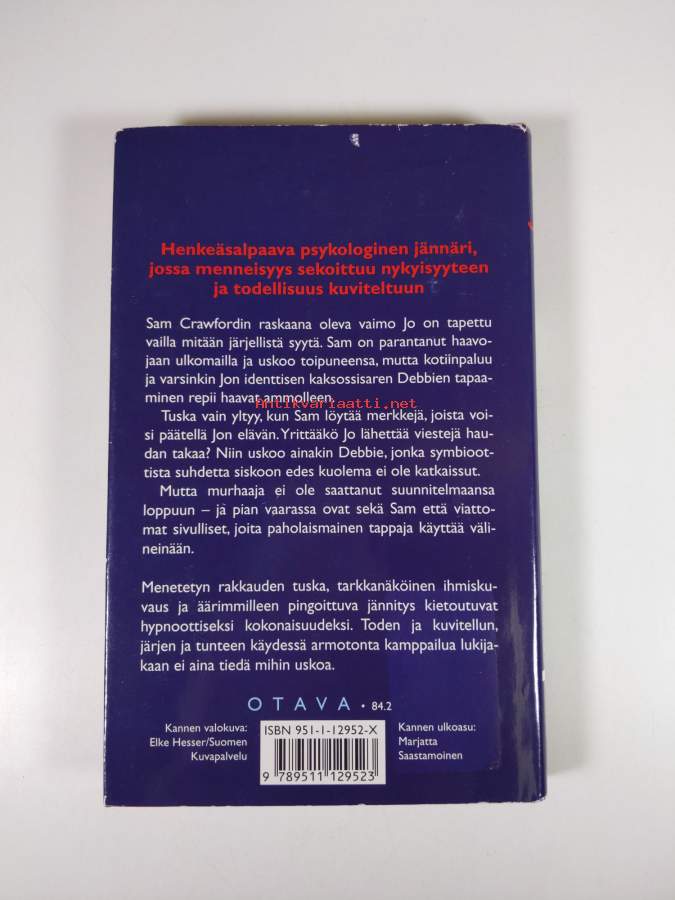 Henkeäsalpaava psykologinen jännäri,
jossa menneisyys sekoittuu nykyisyyteen
ja todellisuus kuviteltuun
Sam Crawfordin raskaana oleva vaimo Jo on tapettu
vailla mitään järjellistä syytä. Sam on parantanut haavo-
jaan ulkomailla ja uskoo toipuneensa, mutta kotiinpaluu
ja varsinkin Jon identtisen kaksossisaren Debbien tapaa-
minen repii haavat ammolleen.
Antikvariaatti.net
Tuska vain yltyy, kun Sam löytää merkkejä, joista voi-
si päätellä Jon elävän. Yrittääkö Jo lähettää viestejä hau-
dan takaa? Niin uskoo ainakin Debbie, jonka symbioot-
tista suhdetta siskoon edes kuolema ei ole katkaissut.
Mutta murhaaja ei ole saattanut suunnitelmaansa
loppuun – ja pian vaarassa ovat sekä Sam että viatto-
mat sivulliset, joita paholaismainen tappaja käyttää väli-
neinään.
Menetetyn rakkauden tuska, tarkkanäköinen ihmisku-
vaus ja äärimmilleen pingoittuva jännitys kietoutuvat
hypnoottiseksi kokonaisuudeksi. Toden ja kuvitellun,
järjen ja tunteen käydessä armotonta kamppailua lukija-
kaan ei aina tiedä mihin uskoa.
OTAVA • 84.2
Kannen valokuva:
Elke Hesser/Suomen
Kuvapalvelu
ISBN 951-1-12952-X
9 789511 129523
Kannen ulkoasu:
Marjatta
Saastamoinen